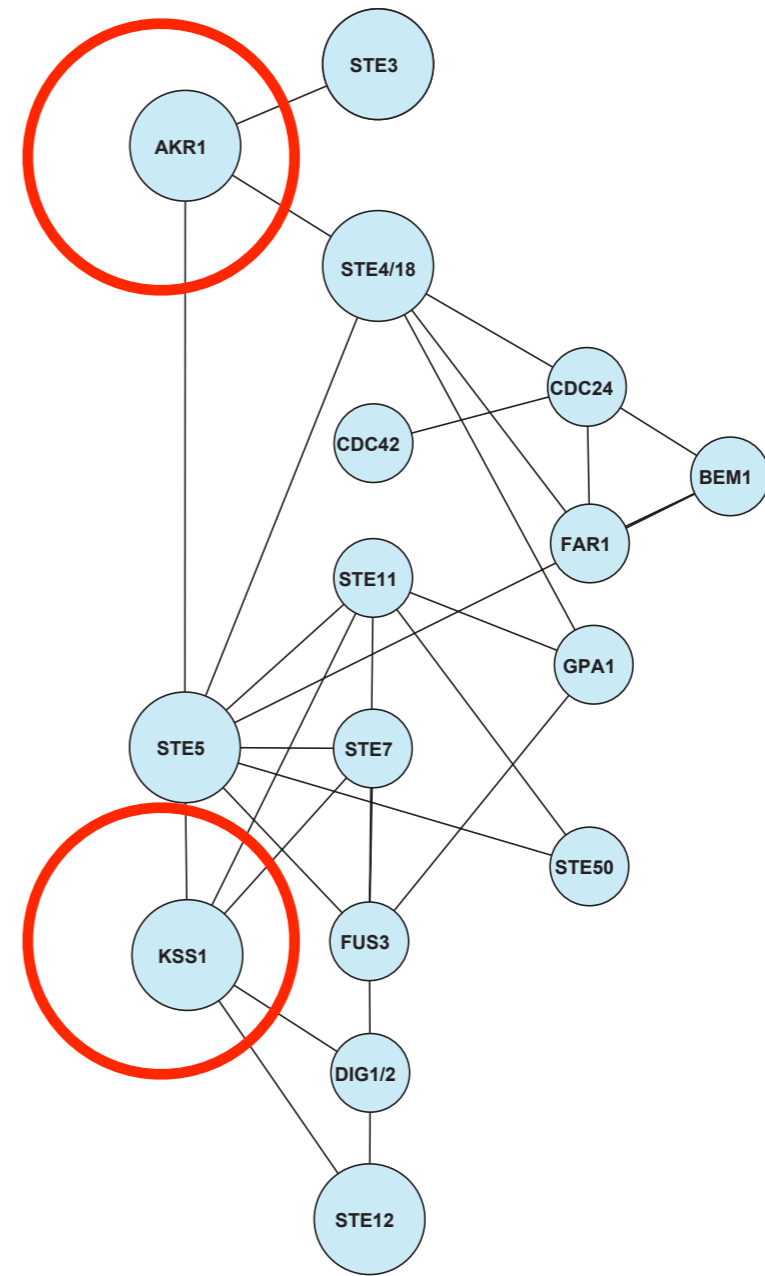 STE3
AKR1
STE4/18
CDC24
CDC42
BEM1
FAR1
STE11
GPA1
STE5
STE7
STE50
FUS3
KSS1
DIG1/2
STE12